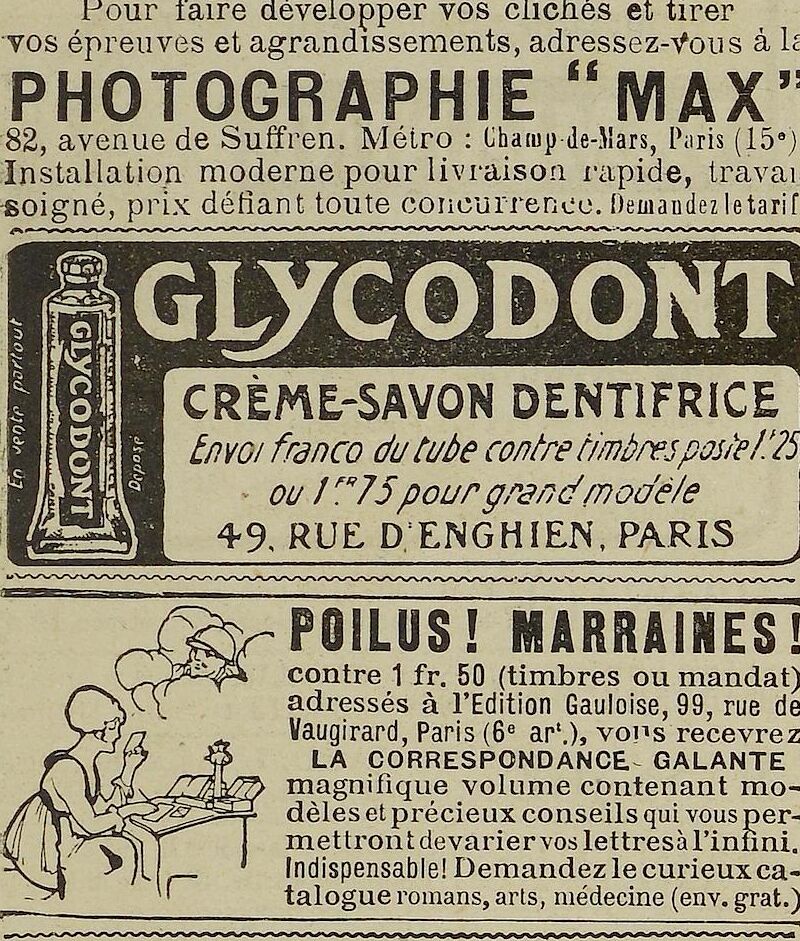 Pour faire développer vos clichés et tirer
vos épreuves et agrandissements, adressez-vous à la
PHOTOGRAPHIE "MAX"
82, avenue de Suffren. Métro : Champ-de-Mars, Paris (15e)
Installation moderne pour livraison rapide, travai
soigné, prix défiant toute concurrence. Demandez le tarif
GLYCODONT
En vente partout
GLYCODONT
Déposé
CRÈME-SAVON DENTIFRICE
Envoi franco du tube contre timbres poste 1.f25
ou 1FR75 pour grand modèle
49, RUE D'ENGHIEN, PARIS
POILUS! MARRAINES!
contre 1 fr. 50 (timbres ou mandat)
adressés à l'Edition Gauloise, 99, rue de
Vaugirard, Paris (6e art.), vous recevrez
LA CORRESPONDANCE GALANTE
magnifique volume contenant mo-
dèles et précieux conseils qui vous per-
mettront de varier vos lettres à l'infini.
Indispensable! Demandez le curieux ca-
talogue romans, arts, médecine (env. grat.)